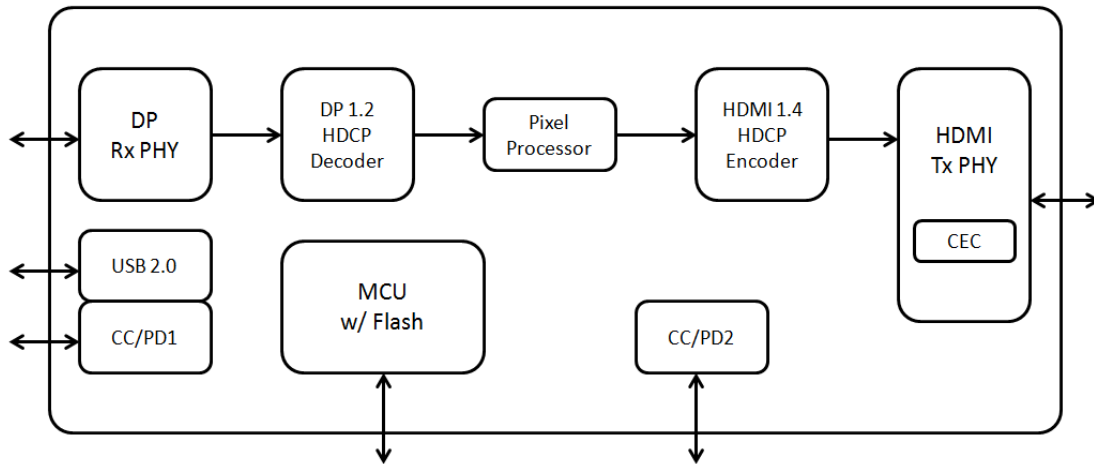 DP
Rx PHY
DP 1.2
HDCP
Decoder
Pixel
Processor
HDMI 1.4
HDCP
Encoder
HDMI
Tx PHY
CEC
USB 2.0
CC/PD1
MCU
w/ Flash
CC/PD2